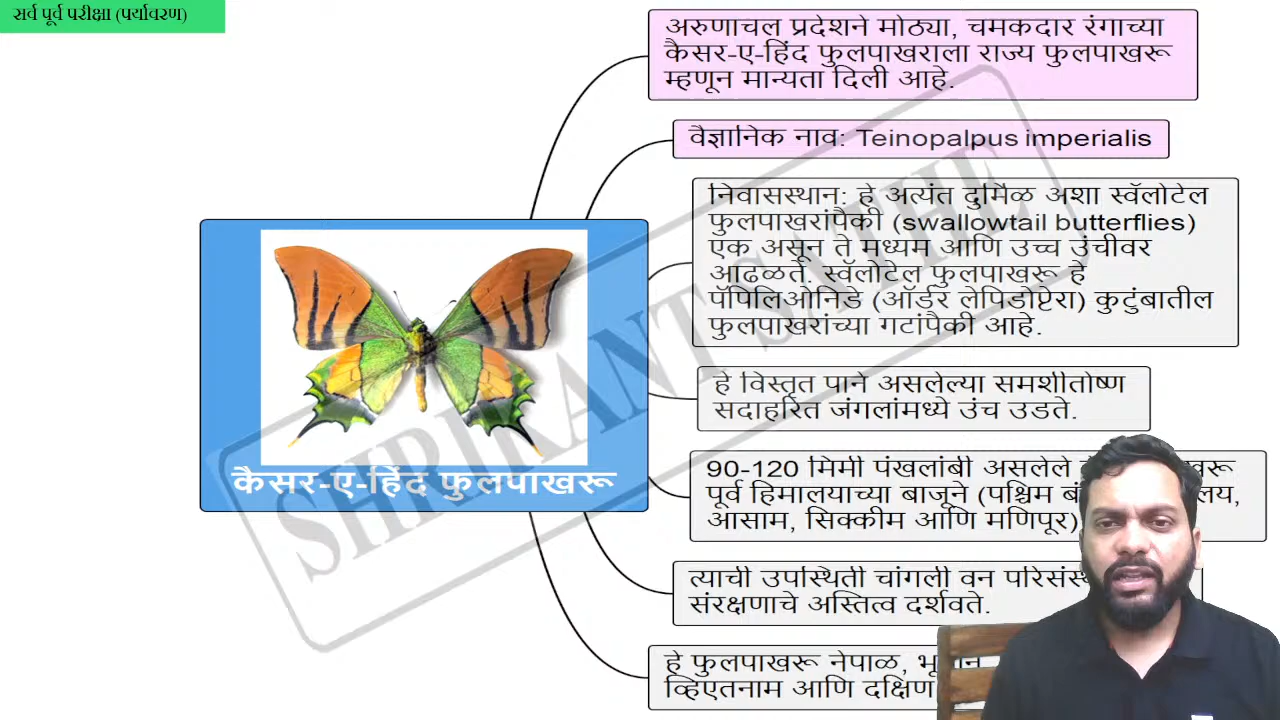 सर्व पूर्व परीक्षा (पर्यावरण)
अरुणाचल प्रदेशने मोठ्या, चमकदार रंगाच्या
कैसर-ए-हिंद फुलपाखराला राज्य फुलपाखरू
म्हणून मान्यता दिली आहे.
वैज्ञानिक नाव: Teinopalpus imperialis
निवासस्थान: हे अत्यंत दुर्मिळ अशा स्वॅलोटेल
फुलपाखरांपैकी (swallowtail butterflies)
एक असून ते मध्यम आणि उच्च उंचीवर
आढळते. स्वॅलोटेल फुलपाखरू हे
पॅपिलिओनिडे (ऑर्डर लेपिडोप्टेरा) कुटुंबातील
फुलपाखरांच्या गटांपैकी आहे.
हे विस्तृत पाने असलेल्या समशीतोष्ण
सदाहरित जंगलांमध्ये उंच उडते.
90-120 मिमी पंखलांबी असलेले
पूर्व हिमालयाच्या बाजूने (पश्चिम
आसाम, सिक्कीम आणि मणिपूर)
त्याची उपस्थिती चांगली वन
संरक्षणाचे अस्तित्व दर्शवते.
हे फुलपाखरू नेपाळ,
व्हिएतनाम आणि दक्षिण
कैसर-ए-हिंद फुलपाखरू
SHRIKANT SATHE